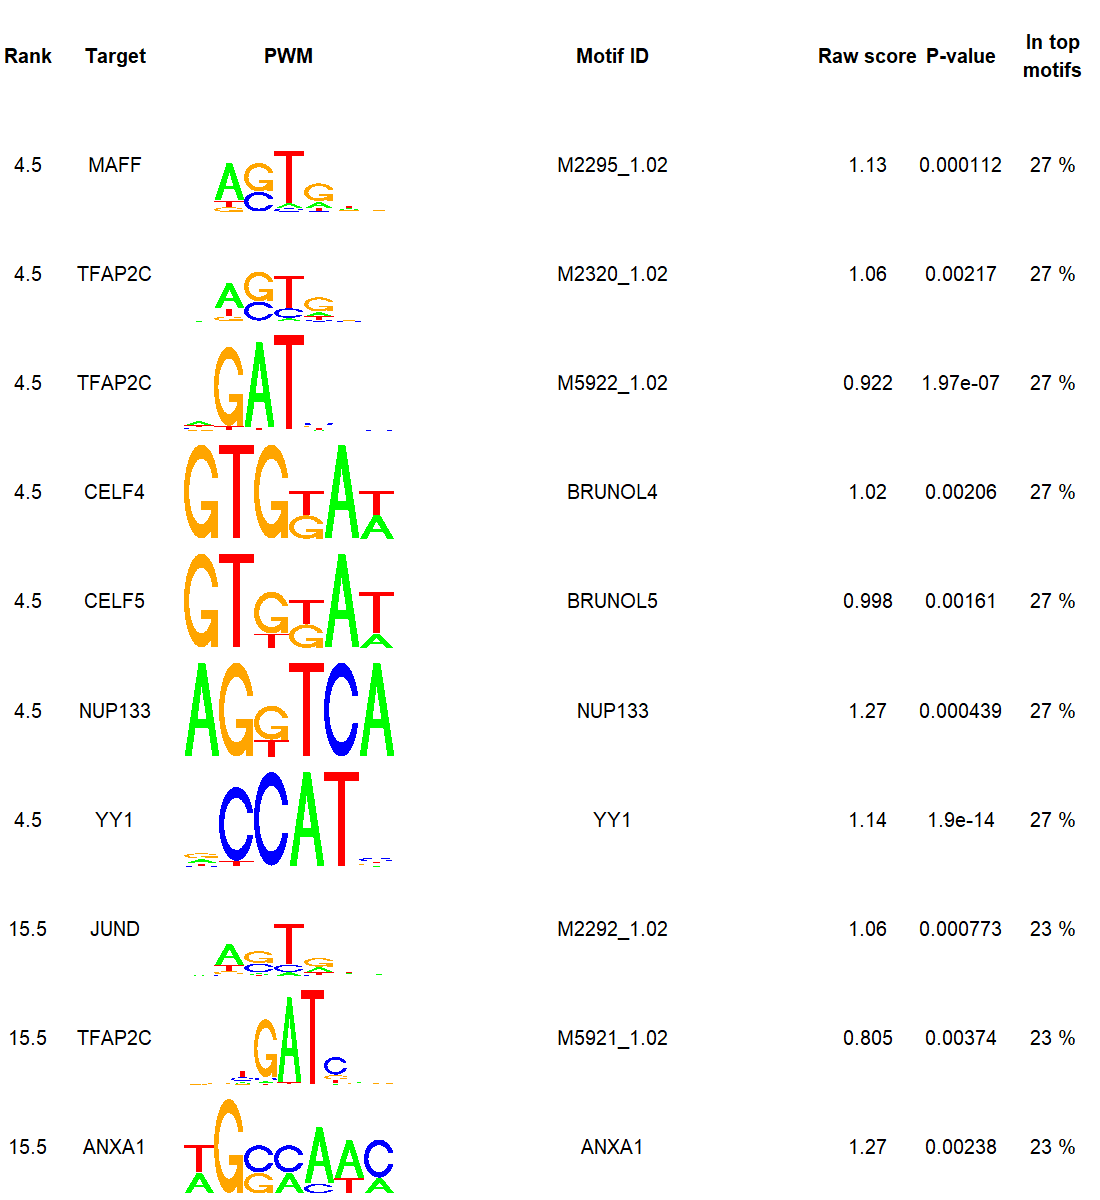 Rank Target PWM Motif ID Raw score P-value In top motifs
4.5 MAFF M2295_1.02 1.13 0.000112 27 %
4.5 TFAP2C M2320_1.02 1.06 0.00217 27 %
4.5 TFAP2C GAT M5922_1.02 0.922 1.97e-07 27 %
4.5 CELF4 BRUNOL4 1.02 0.00206 27 %
4.5 CELF5 BRUNOL5 0.998 0.00161 27 %
4.5 NUP133 NUP133 1.27 0.000439 27 %
4.5 YY1 CCAT YY1 1.14 1.9e-14 27 %
15.5 JUND M2292_1.02 1.06 0.000773 23 %
15.5 TFAP2C GAT M5921_1.02 0.805 0.00374 23 %
15.5 ANXA1 ANXA1 1.27 0.00238 23 %